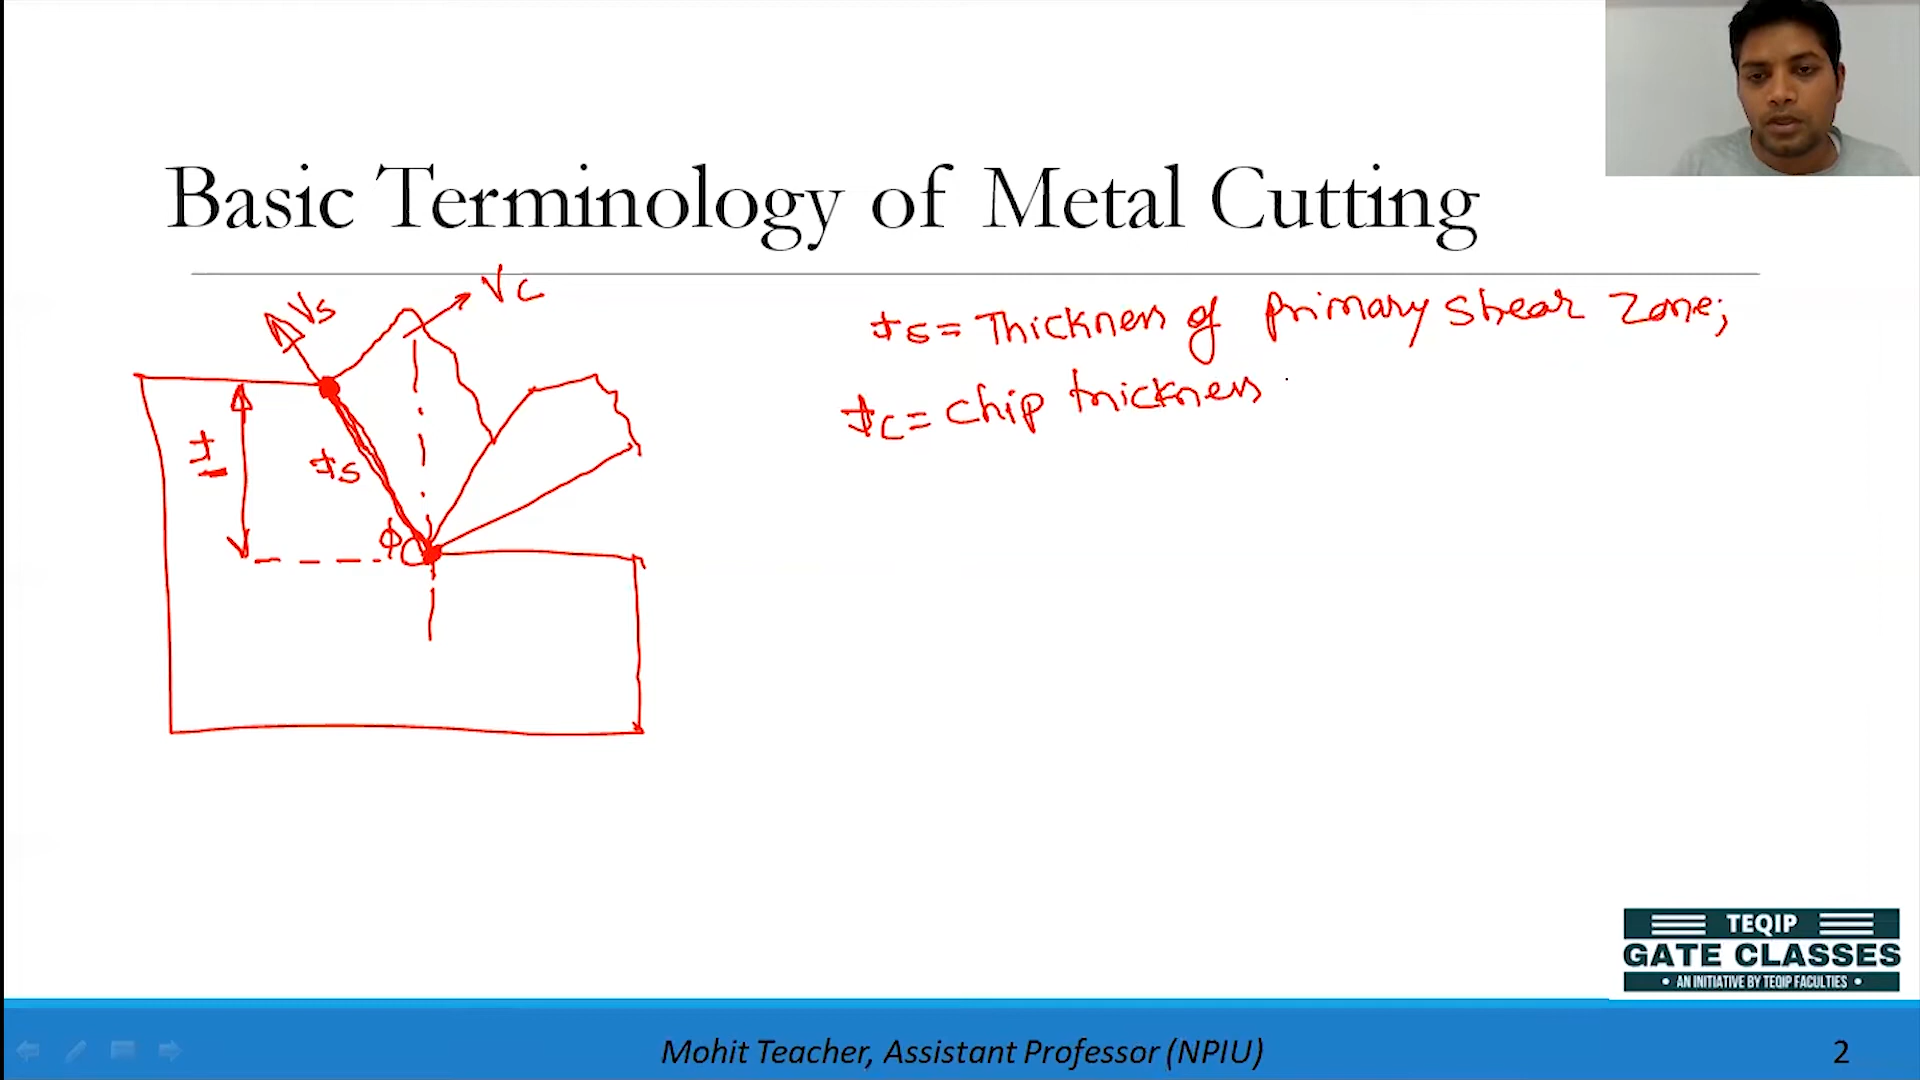 Basic Terminology of Metal Cutting
Vs
Vc
ts = Thickness of primary shear zone;
tc = chip thickness
t
ts
φ
TEQIP
GATE CLASSES
• AN INITIATIVE BY TEQIP FACULTIES •
Mohit Teacher, Assistant Professor (NPIU)
2